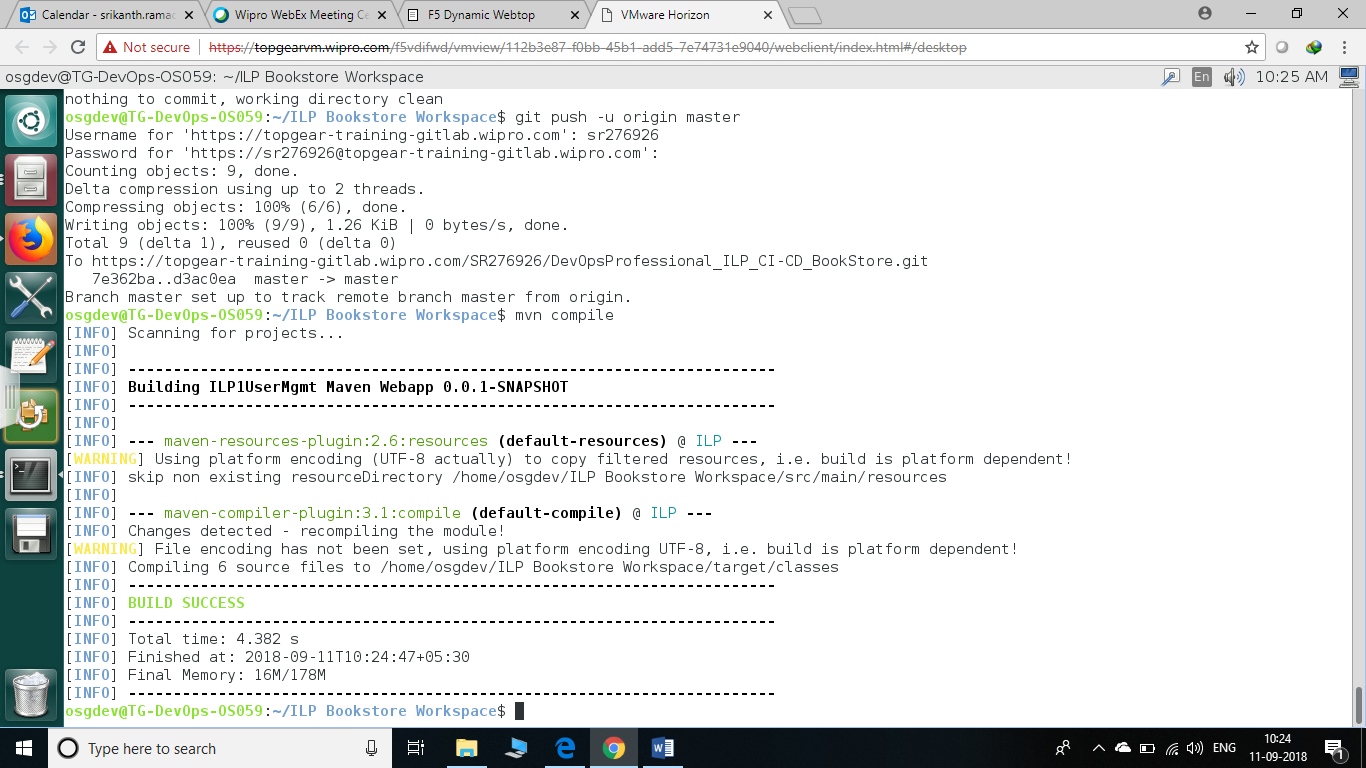 Calendar - srikanth.ramac
Wipro WebEx Meeting Ce
F5 Dynamic Webtop
VMware Horizon
Not secure | https://topgearvm.wipro.com/f5vdifwd/vmview/112b3e87-f0bb-45b1-add5-7e74731e9040/webclient/index.html#/desktop
osgdev@TG-DevOps-OS059: ~/ILP Bookstore Workspace
En
10:25 AM
nothing to commit, working directory clean
osgdev@TG-DevOps-OS059:~/ILP Bookstore Workspace$ git push -u origin master
Username for 'https://topgear-training-gitlab.wipro.com': sr276926
Password for 'https://sr276926@topgear-training-gitlab.wipro.com':
Counting objects: 9, done.
Delta compression using up to 2 threads.
Compressing objects: 100% (6/6), done.
Writing objects: 100% (9/9), 1.26 KiB | 0 bytes/s, done.
Total 9 (delta 1), reused 0 (delta 0)
To https://topgear-training-gitlab.wipro.com/SR276926/DevOpsProfessional_ILP_CI-CD_BookStore.git
7e362ba..d3ac0ea  master -> master
Branch master set up to track remote branch master from origin.
osgdev@TG-DevOps-OS059:~/ILP Bookstore Workspace$ mvn compile
[INFO] Scanning for projects...
[INFO]
[INFO] ------------------------------------------------------------------------
[INFO] Building ILP1UserMgmt Maven Webapp 0.0.1-SNAPSHOT
[INFO] ------------------------------------------------------------------------
[INFO]
[INFO] --- maven-resources-plugin:2.6:resources (default-resources) @ ILP ---
[WARNING] Using platform encoding (UTF-8 actually) to copy filtered resources, i.e. build is platform dependent!
[INFO] skip non existing resourceDirectory /home/osgdev/ILP Bookstore Workspace/src/main/resources
[INFO]
[INFO] --- maven-compiler-plugin:3.1:compile (default-compile) @ ILP ---
[INFO] Changes detected - recompiling the module!
[WARNING] File encoding has not been set, using platform encoding UTF-8, i.e. build is platform dependent!
[INFO] Compiling 6 source files to /home/osgdev/ILP Bookstore Workspace/target/classes
[INFO] ------------------------------------------------------------------------
[INFO] BUILD SUCCESS
[INFO] ------------------------------------------------------------------------
[INFO] Total time: 4.382 s
[INFO] Finished at: 2018-09-11T10:24:47+05:30
[INFO] Final Memory: 16M/178M
[INFO] ------------------------------------------------------------------------
osgdev@TG-DevOps-OS059:~/ILP Bookstore Workspace$
Type here to search
ENG
10:24
11-09-2018
1